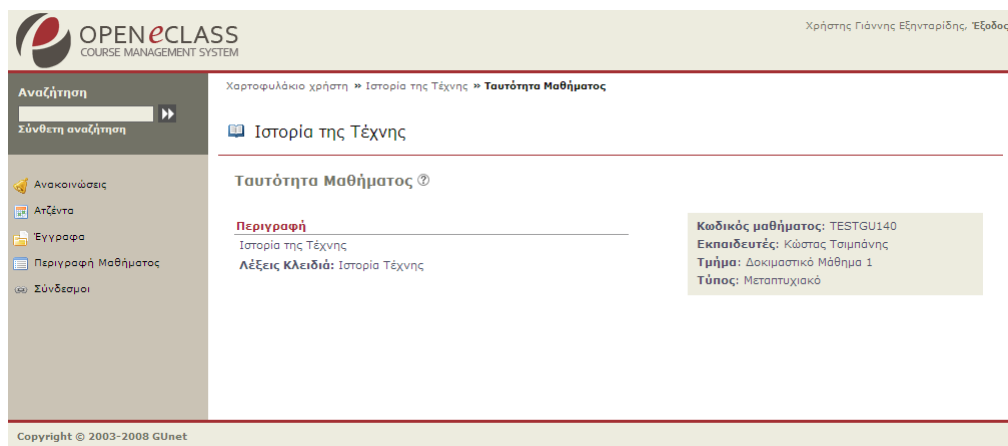 OPEN eCLASS
COURSE MANAGEMENT SYSTEM
Χρήστης Γιάννης Εξηνταρίδης, Έξοδος
Αναζήτηση
Σύνθετη αναζήτηση
Χαρτοφυλάκιο χρήστη » Ιστορία της Τέχνης » Ταυτότητα Μαθήματος
Ιστορία της Τέχνης
Ανακοινώσεις
Ατζέντα
Έγγραφα
Περιγραφή Μαθήματος
Σύνδεσμοι
Ταυτότητα Μαθήματος
Περιγραφή
Ιστορία της Τέχνης
Λέξεις Κλειδιά: Ιστορία Τέχνης
Κωδικός μαθήματος: TESTGU140
Εκπαιδευτές: Κώστας Τσιμπάνης
Τμήμα: Δοκιμαστικό Μάθημα 1
Τύπος: Μεταπτυχιακό
Copyright © 2003-2008 GUnet